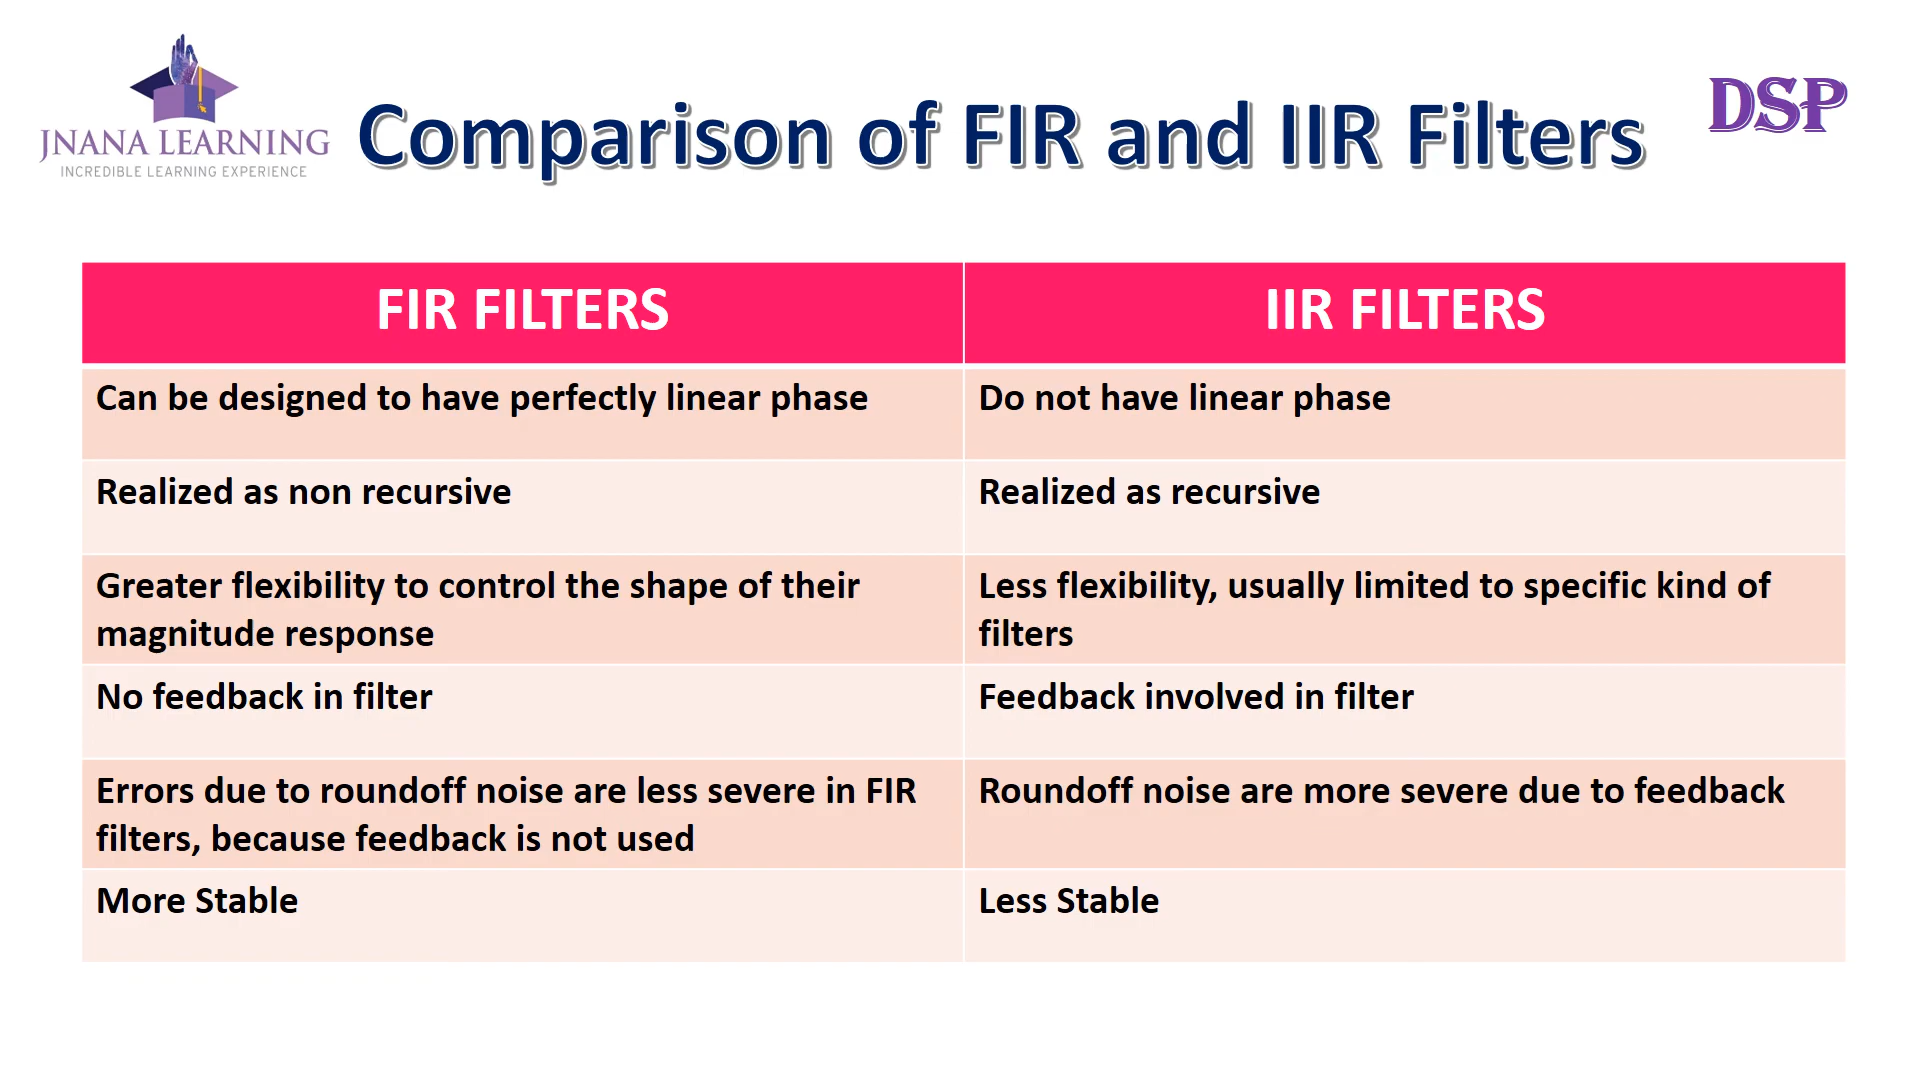 JNANA LEARNING
INCREDIBLE LEARNING EXPERIENCE
Comparison of FIR and IIR Filters
DSP
FIR FILTERS
IIR FILTERS
Can be designed to have perfectly linear phase
Do not have linear phase
Realized as non recursive
Realized as recursive
Greater flexibility to control the shape of their
magnitude response
Less flexibility, usually limited to specific kind of
filters
No feedback in filter
Feedback involved in filter
Errors due to roundoff noise are less severe in FIR
filters, because feedback is not used
Roundoff noise are more severe due to feedback
More Stable
Less Stable